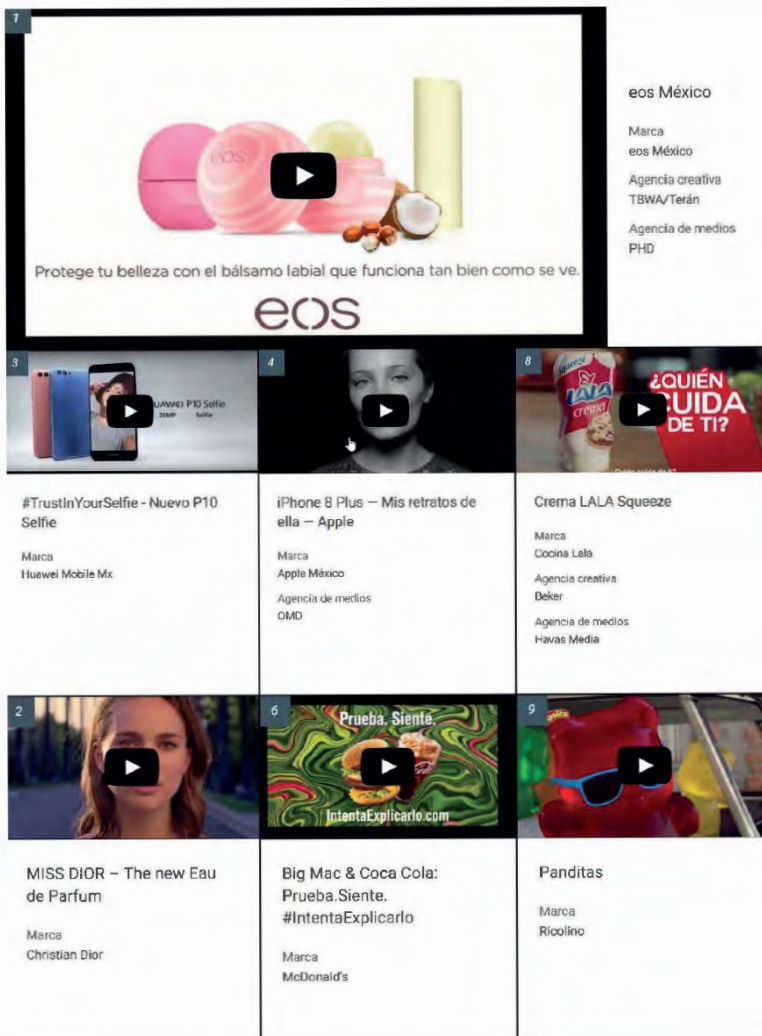 1
eos
Protege tu belleza con el bálsamo labial que funciona tan bien como se ve.
eos
eos México
Marca
eos México
Agencia creativa
TBWA/Terán
Agencia de medios
PHD
3
HUAWEI P10 Selfie
20MP Selfie
#TrustInYourSelfie - Nuevo P10
Selfie
Marca
Huawei Mobile Mx
4
iPhone 8 Plus – Mis retratos de
ella – Apple
Marca
Apple México
Agencia de medios
OMD
8
Squeeze
LALA
crema
¿QUIÉN
CUIDA
DE TI?
Crema LALA Squeeze
Marca
Cocina Lala
Agencia creativa
Beker
Agencia de medios
Havas Media
2
MISS DIOR – The new Eau
de Parfum
Marca
Christian Dior
6
Prueba. Siente.
IntentaExplicarlo.com
Big Mac & Coca Cola:
Prueba.Siente.
#IntentaExplicarlo
Marca
McDonald's
9
Panditas
Marca
Ricolino